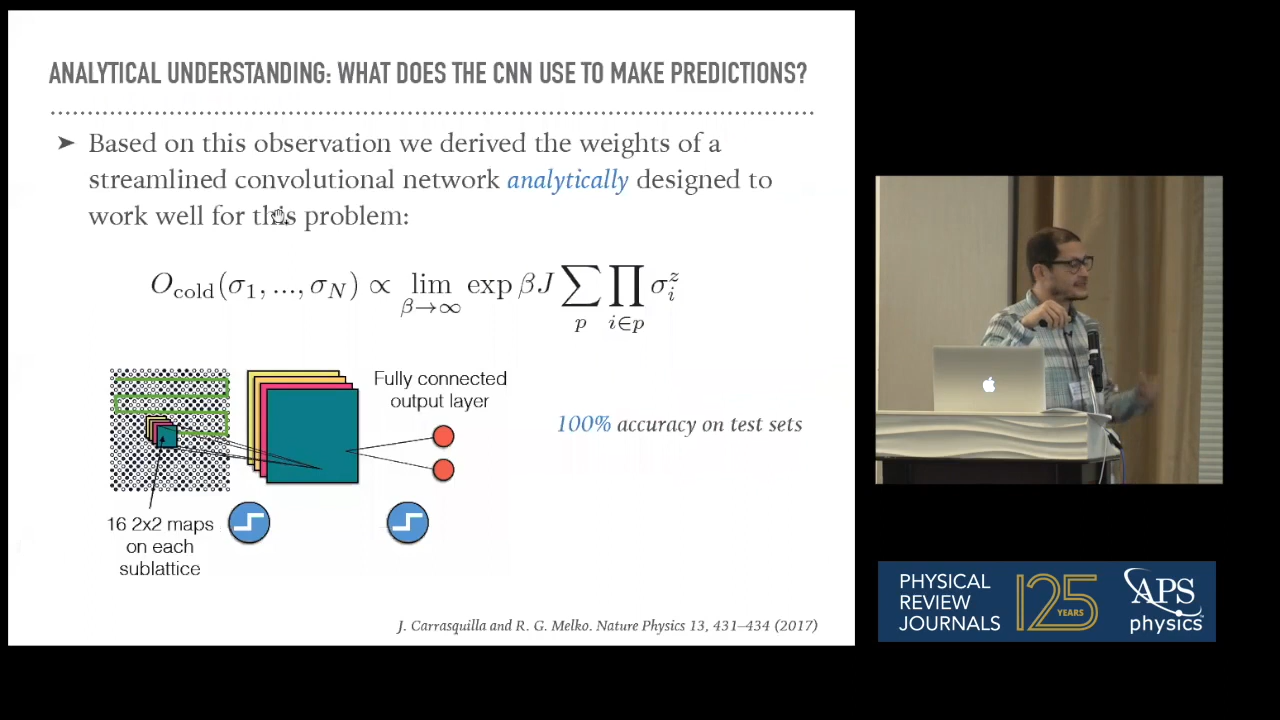 ANALYTICAL UNDERSTANDING: WHAT DOES THE CNN USE TO MAKE PREDICTIONS?
➤ Based on this observation we derived the weights of a
streamlined convolutional network analytically designed to
work well for this problem:
O_cold(σ_1, ..., σ_N) ∝ lim_{β→∞} exp βJ ∑_p ∏_{i∈p} σ_i^z
Fully connected
output layer
100% accuracy on test sets
16 2x2 maps
on each
sublattice
J. Carrasquilla and R. G. Melko. Nature Physics 13, 431–434 (2017)
PHYSICAL
REVIEW
JOURNALS
125
YEARS
APS
physics